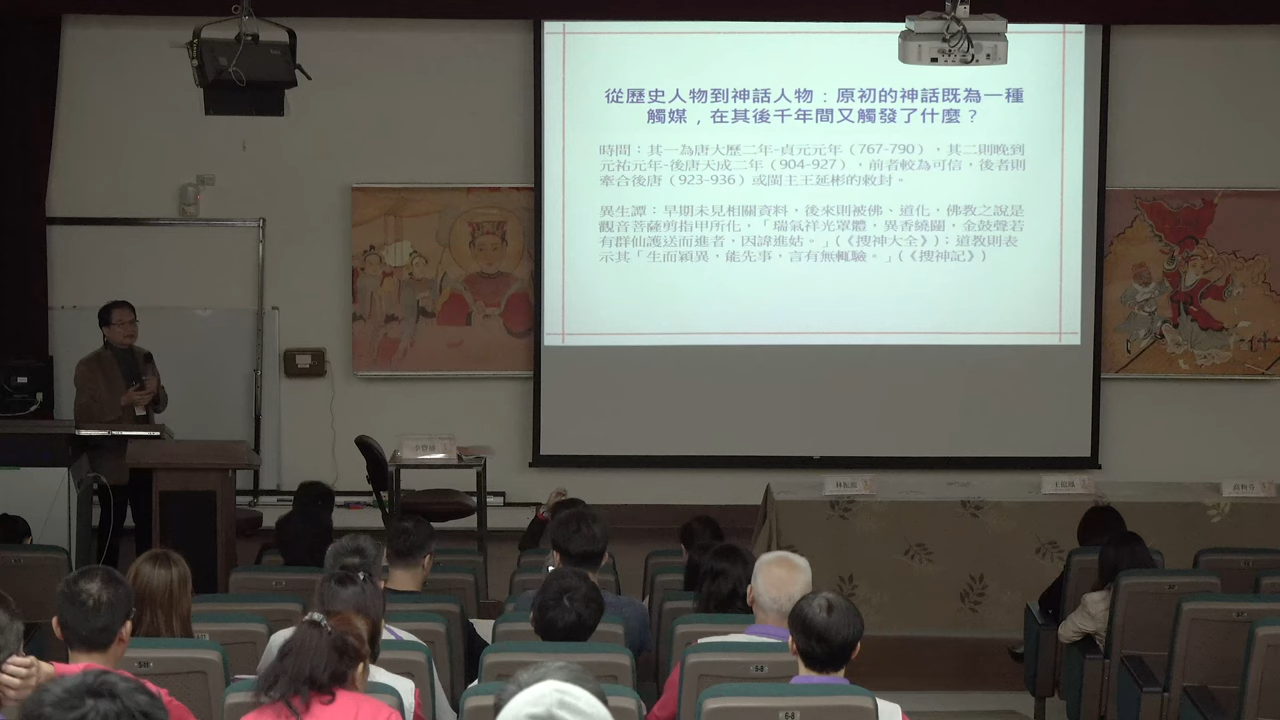 從歷史人物到神話人物：原初的神話既為一種
觸媒，在其後千年間又觸發了什麼？
時間：其一為唐大歷二年-貞元元年（767-790），其二則晚到
元祐元年-後唐天成二年（904-927），前者較為可信，後者則
牽合後唐（923-936）或閩主王延彬的敕封。
異生譚：早期未見相關資料，後來則被佛、道化，佛教之說是
觀音菩薩剪指甲所化，「瑞氣祥光罩體，異香繞閫，金鼓聲若
有群仙護送而進者，因諱進姑。」（《搜神大全》）；道教則表
示其「生而穎異，能先事，言有無輒驗。」（《搜神記》）
5-11
5-8
6-8